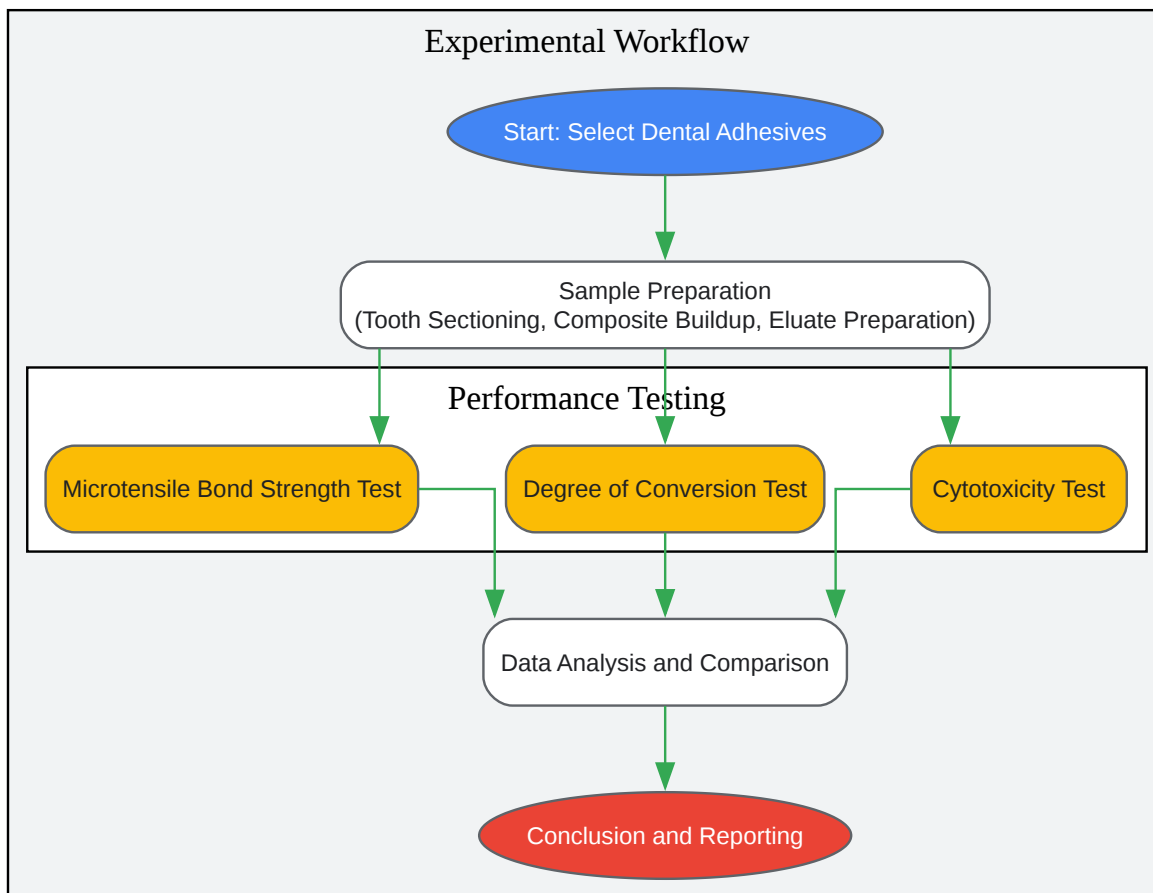 Experimental Workflow
Start: Select Dental Adhesives
Sample Preparation
(Tooth Sectioning, Composite Buildup, Eluate Preparation)
Performance Testing
Microtensile Bond Strength Test
Degree of Conversion Test
Cytotoxicity Test
Data Analysis and Comparison
Conclusion and Reporting